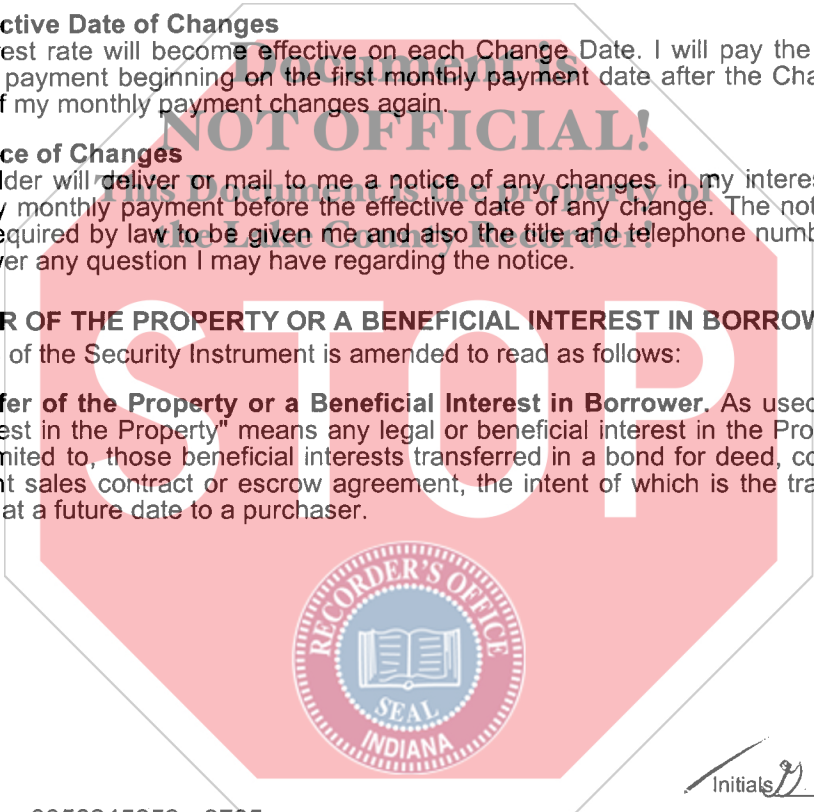 ctive Date of Changes
est rate will become effective on each Change Date. I will pay the
payment beginning on the first monthly payment date after the Cha
f my monthly payment changes again.
ce of Changes
lder will deliver or mail to me a notice of any changes in my interes
y monthly payment before the effective date of any change. The not
equired by law to be given me and also the title and telephone numb
er any question I may have regarding the notice.
R OF THE PROPERTY OR A BENEFICIAL INTEREST IN BORROW
of the Security Instrument is amended to read as follows:
fer of the Property or a Beneficial Interest in Borrower. As used
est in the Property" means any legal or beneficial interest in the Pro
nited to, those beneficial interests transferred in a bond for deed, co
nt sales contract or escrow agreement, the intent of which is the tra
at a future date to a purchaser.
Document is
NOT OFFICIAL!
This Document is the property of
the Lake County Recorder!
STOP
RECORDER'S OFFICE
SEAL
INDIANA
Initials